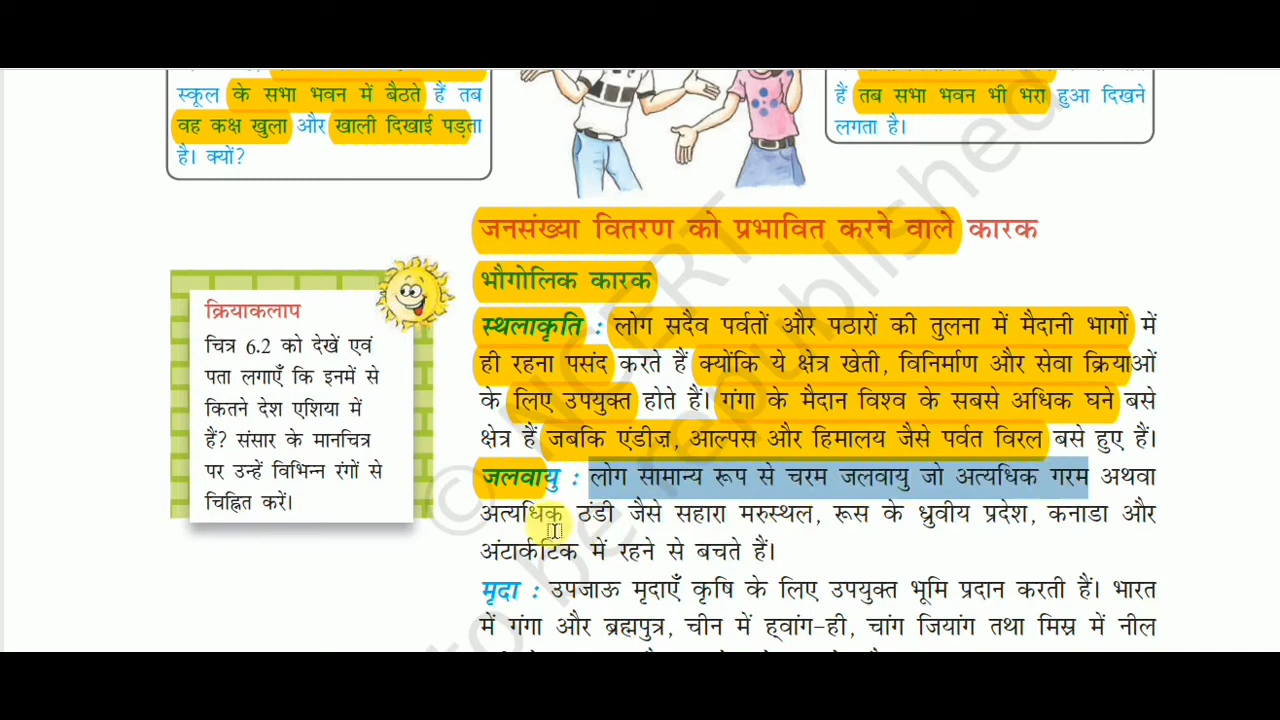 स्कूल के सभा भवन में बैठते हैं तब
वह कक्ष खुला और खाली दिखाई पड़ता
है। क्यों?
हैं तब सभा भवन भी भरा हुआ दिखने
लगता है।
जनसंख्या वितरण को प्रभावित करने वाले कारक
भौगोलिक कारक
स्थलाकृति : लोग सदैव पर्वतों और पठारों की तुलना में मैदानी भागों में
ही रहना पसंद करते हैं क्योंकि ये क्षेत्र खेती, विनिर्माण और सेवा क्रियाओं
के लिए उपयुक्त होते हैं। गंगा के मैदान विश्व के सबसे अधिक घने बसे
क्षेत्र हैं जबकि एंडीज़, आल्पस और हिमालय जैसे पर्वत विरल बसे हुए हैं।
जलवायु : लोग सामान्य रूप से चरम जलवायु जो अत्यधिक गरम अथवा
अत्यधिक ठंडी जैसे सहारा मरुस्थल, रूस के ध्रुवीय प्रदेश, कनाडा और
अंटार्कटिक में रहने से बचते हैं।
मृदा : उपजाऊ मृदाएँ कृषि के लिए उपयुक्त भूमि प्रदान करती हैं। भारत
में गंगा और ब्रह्मपुत्र, चीन में ह्वांग-ही, चांग जियांग तथा मिस्र में नील
क्रियाकलाप
चित्र 6.2 को देखें एवं
पता लगाएँ कि इनमें से
कितने देश एशिया में
हैं? संसार के मानचित्र
पर उन्हें विभिन्न रंगों से
चिह्नित करें।
© NCERT
to be republished